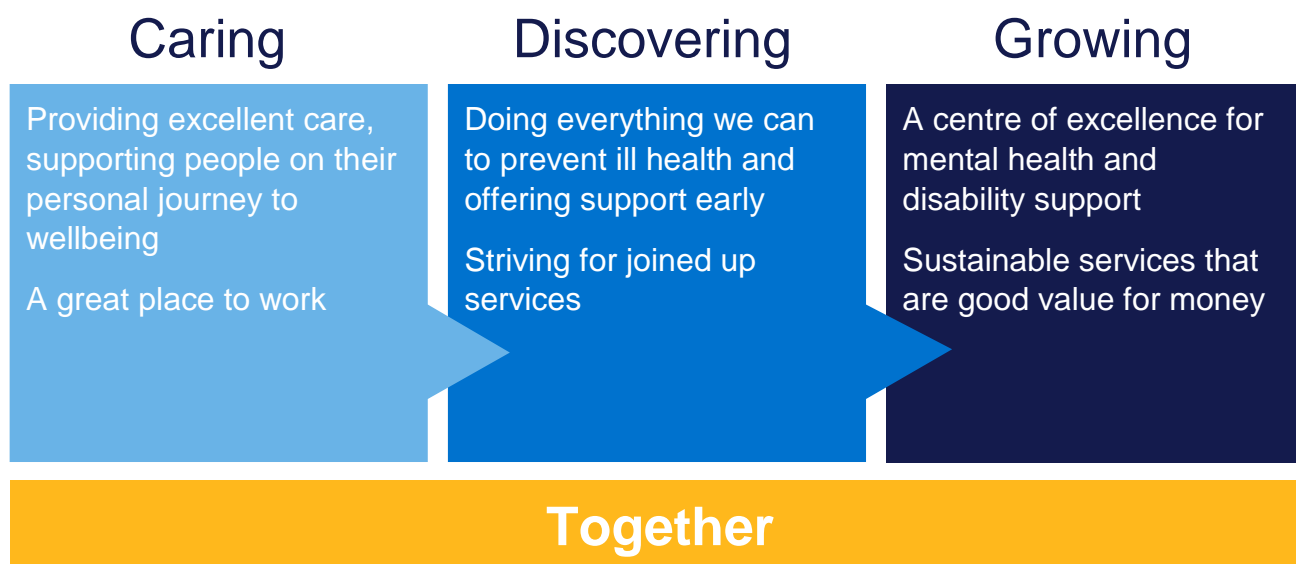 Caring
Providing excellent care,
supporting people on their
personal journey to
wellbeing
A great place to work
Discovering
Doing everything we can
to prevent ill health and
offering support early
Striving for joined up
services
Growing
A centre of excellence for
mental health and
disability support
Sustainable services that
are good value for money
Together